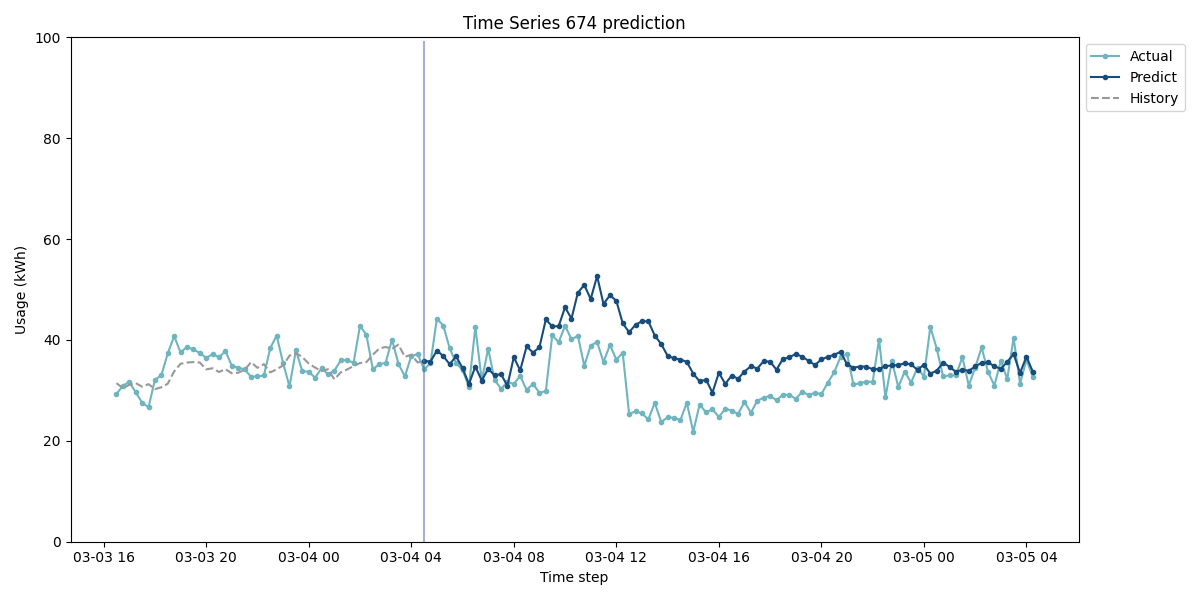 Time Series 674 prediction
100
80
60
40
20
0
Usage (kWh)
03-03 16
03-03 20
03-04 00
03-04 04
03-04 08
03-04 12
03-04 16
03-04 20
03-05 00
03-05 04
Time step
Actual
Predict
History